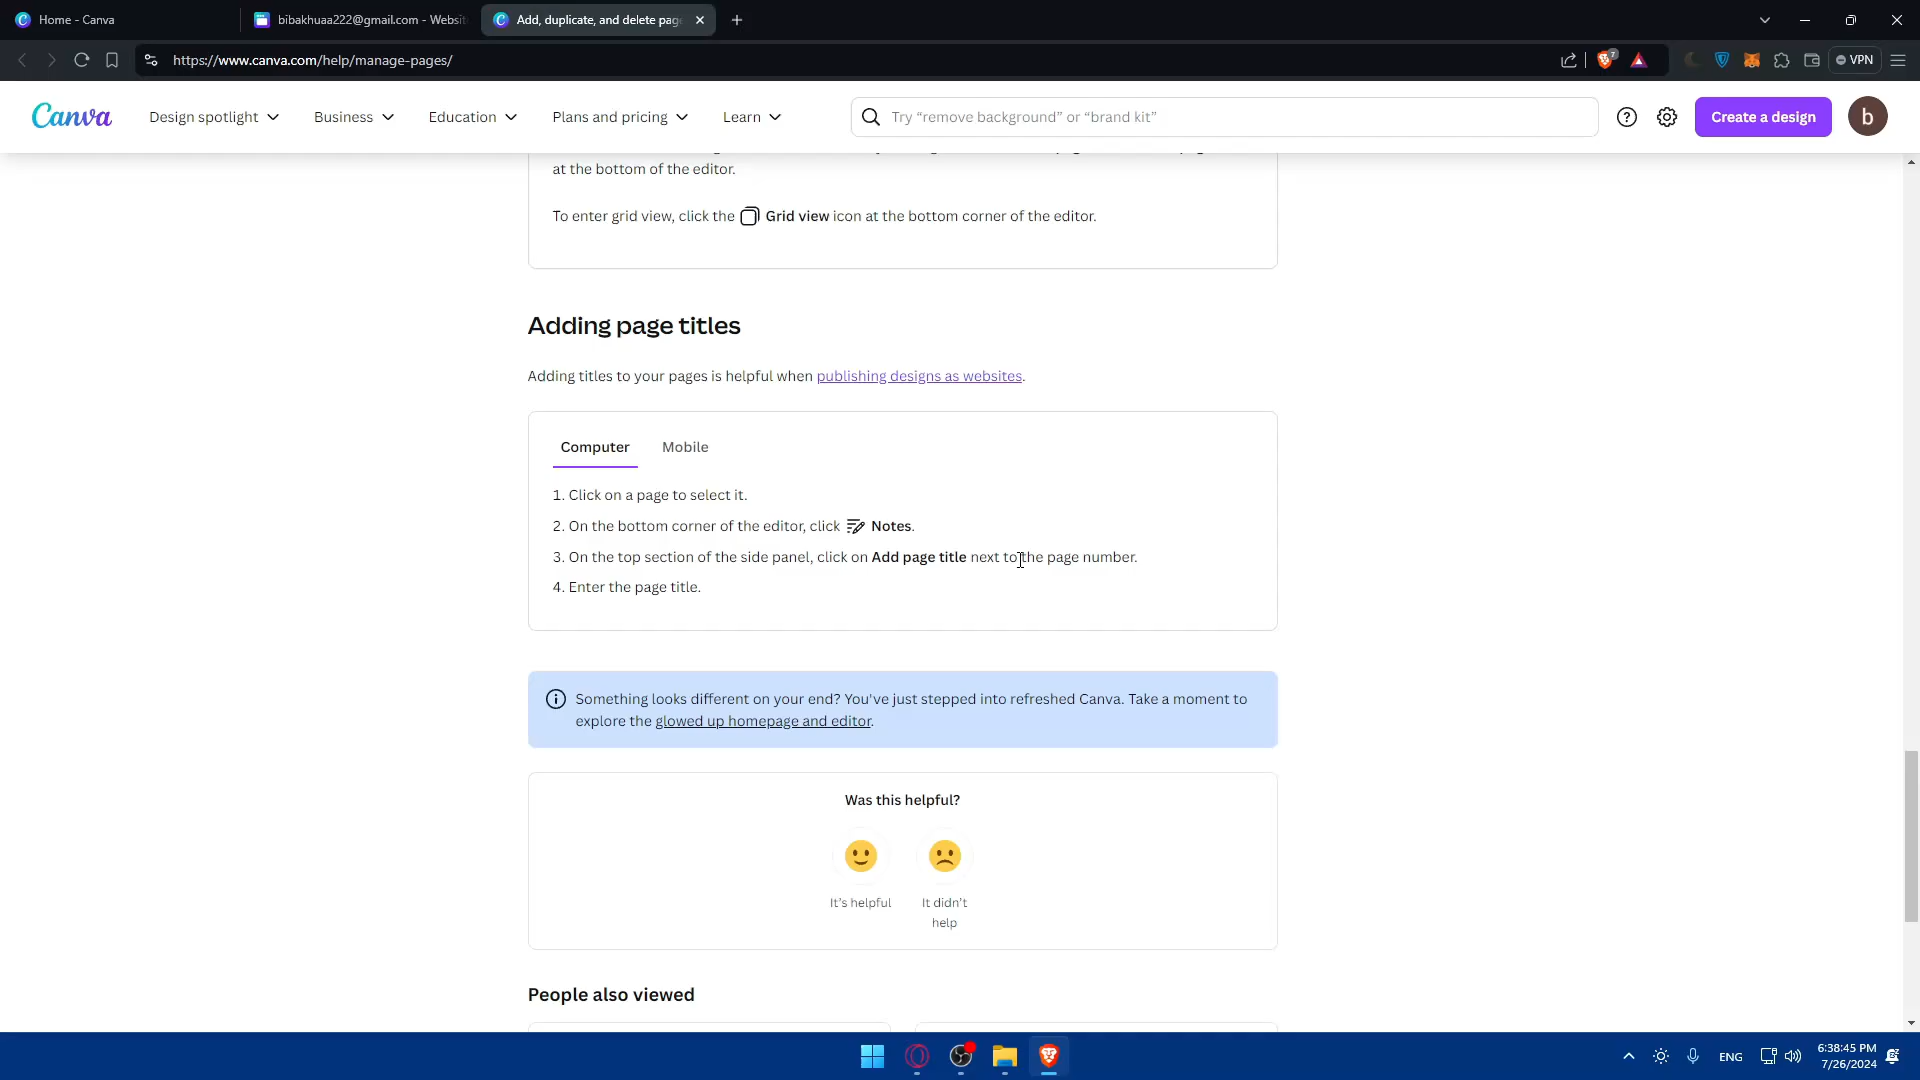 Home - Canva
bibakhuaa222@gmail.com - Websit
Add, duplicate, and delete pag
https://www.canva.com/help/manage-pages/
7
VPN
Canva
Design spotlight
Business
Education
Plans and pricing
Learn
Try “remove background” or “brand kit”
Create a design
b
at the bottom of the editor.
To enter grid view, click the Grid view icon at the bottom corner of the editor.
Adding page titles
Adding titles to your pages is helpful when publishing designs as websites.
Computer
Mobile
1. Click on a page to select it.
2. On the bottom corner of the editor, click Notes.
3. On the top section of the side panel, click on Add page title next to the page number.
4. Enter the page title.
Something looks different on your end? You've just stepped into refreshed Canva. Take a moment to
explore the glowed up homepage and editor.
Was this helpful?
It's helpful
It didn't
help
People also viewed
ENG
6:38:45 PM
7/26/2024